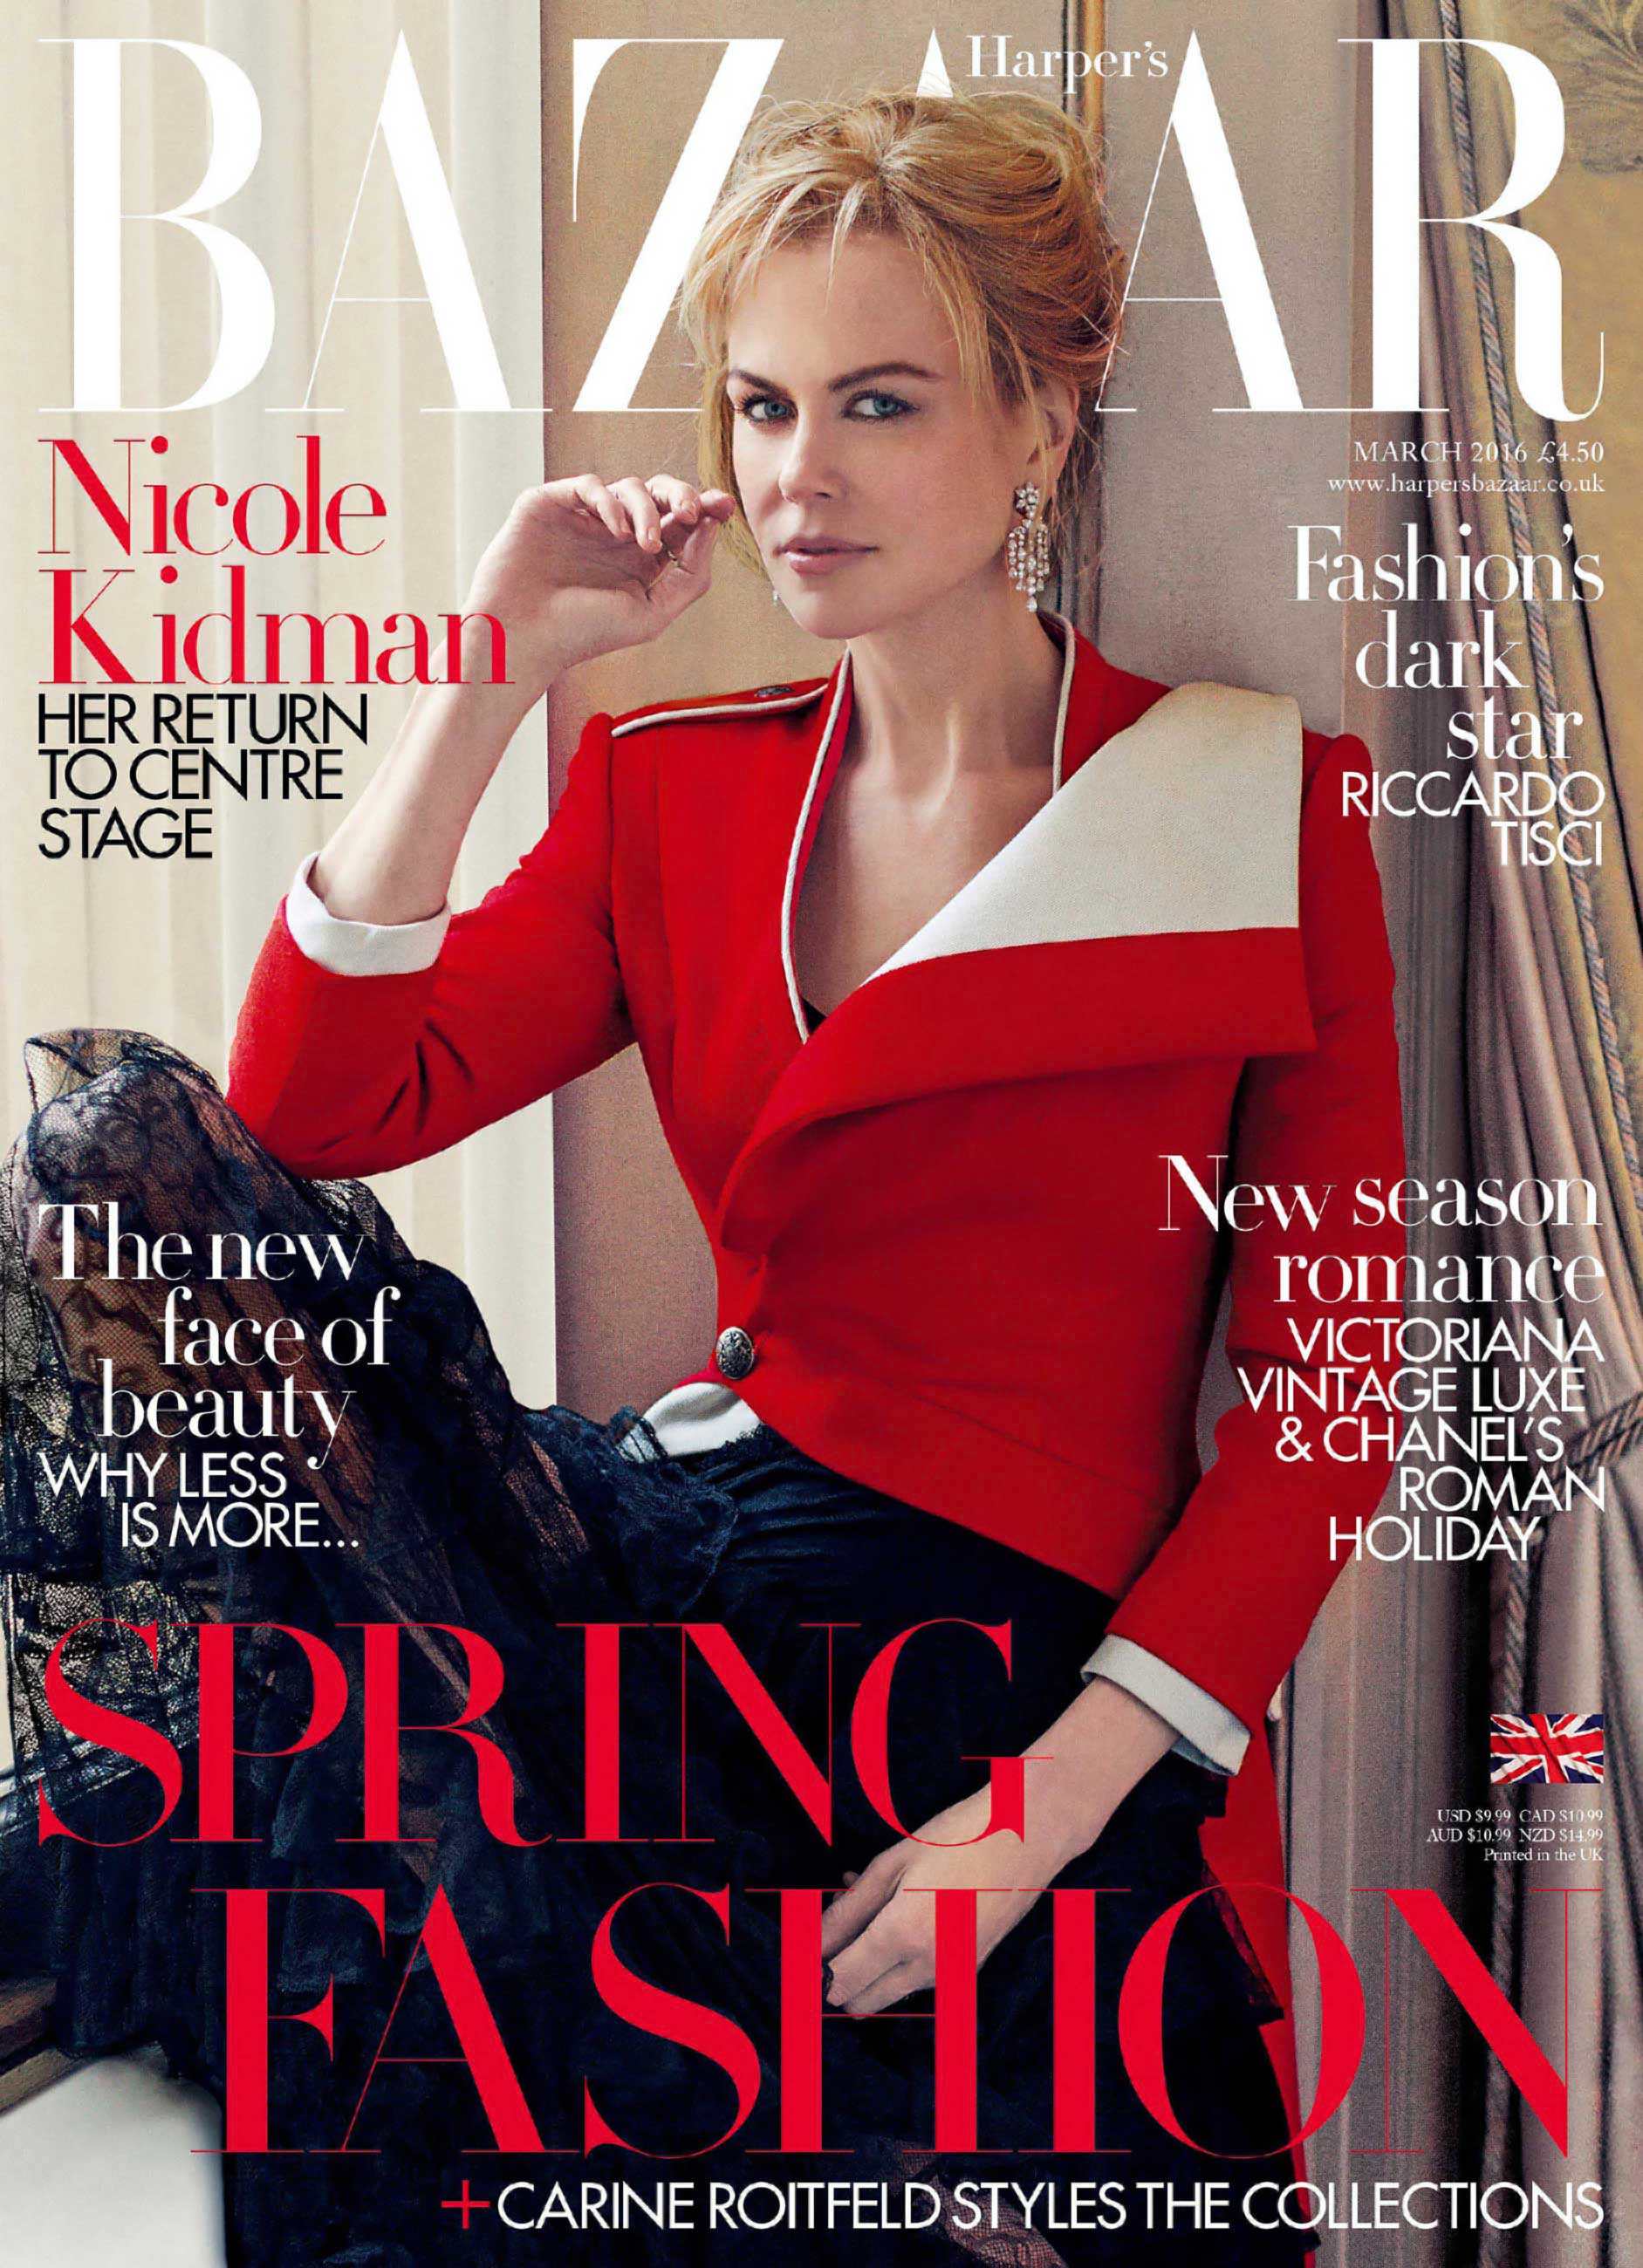 Harper's
BAZAAR
MARCH 2016 £4.50
www.harpersbazaar.co.uk
Nicole
Kidman
HER RETURN
TO CENTRE
STAGE
Fashion's
dark
star
RICCARDO
TISCI
The new
face of
beauty
WHY LESS
IS MORE...
New season
romance
VICTORIANA
VINTAGE LUXE
& CHANEL'S
ROMAN
HOLIDAY
SPRING
FASHION
USD $9.99 CAD $10.99
AUD $10.99 NZD $14.99
Printed in the UK
+CARINE ROITFELD STYLES THE COLLECTIONS